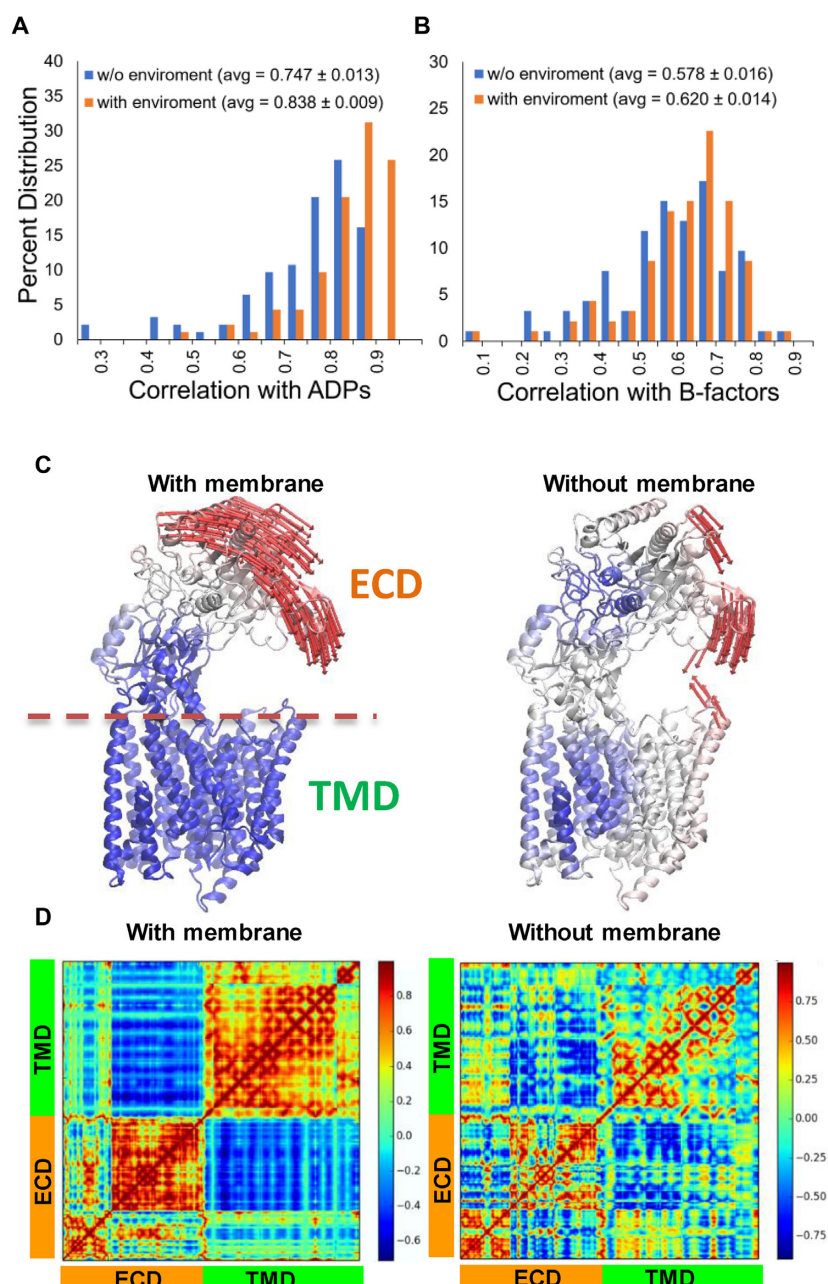 A
40
35
30
25
20
15
10
5
0
Percent Distribution
w/o enviroment (avg = 0.747 ± 0.013)
with enviroment (avg = 0.838 ± 0.009)
0.3 0.4 0.5 0.6 0.7 0.8 0.9
Correlation with ADPs
B
30
25
20
15
10
5
0
w/o enviroment (avg = 0.578 ± 0.016)
with enviroment (avg = 0.620 ± 0.014)
0.1 0.2 0.3 0.4 0.5 0.6 0.7 0.8 0.9
Correlation with B-factors
C
With membrane
Without membrane
ECD
TMD
D
With membrane
TMD
ECD
ECD TMD
0.8
0.6
0.4
0.2
0.0
−0.2
−0.4
−0.6
Without membrane
TMD
ECD
ECD TMD
0.75
0.50
0.25
0.00
−0.25
−0.50
−0.75